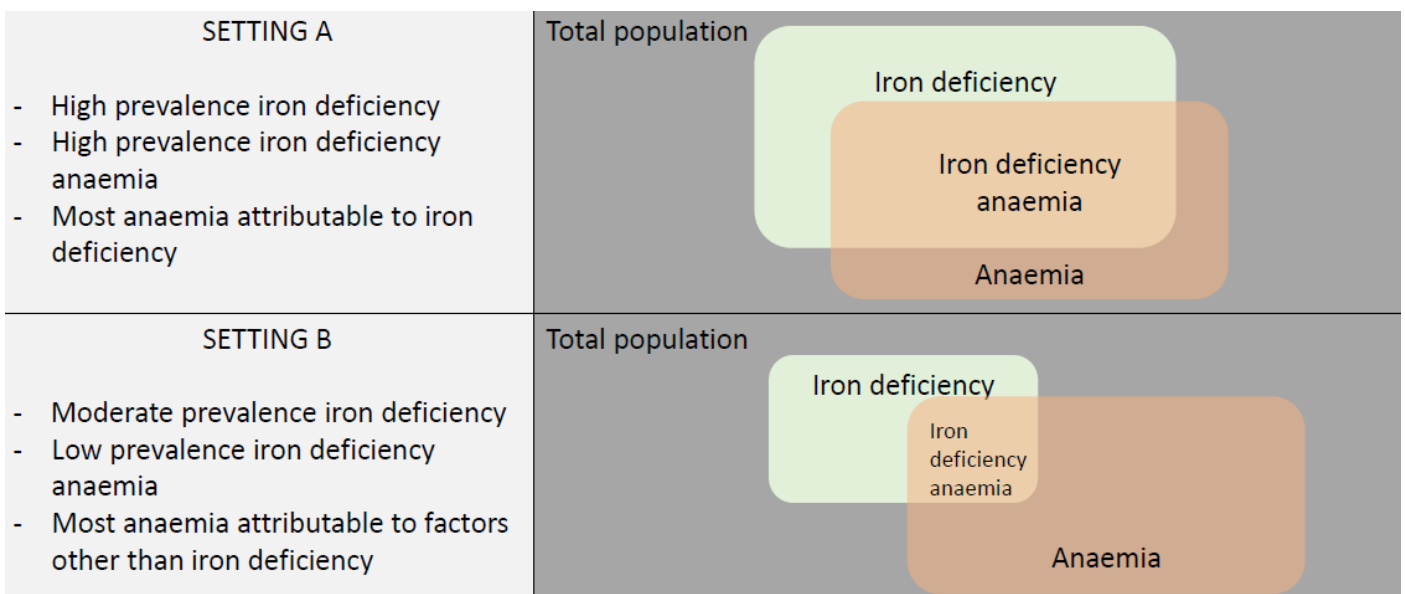 SETTING A
- High prevalence iron deficiency
- High prevalence iron deficiency
anaemia
- Most anaemia attributable to iron
deficiency
Total population
Iron deficiency
Iron deficiency
anaemia
Anaemia
SETTING B
- Moderate prevalence iron deficiency
- Low prevalence iron deficiency
anaemia
- Most anaemia attributable to factors
other than iron deficiency
Total population
Iron deficiency
Iron
deficiency
anaemia
Anaemia